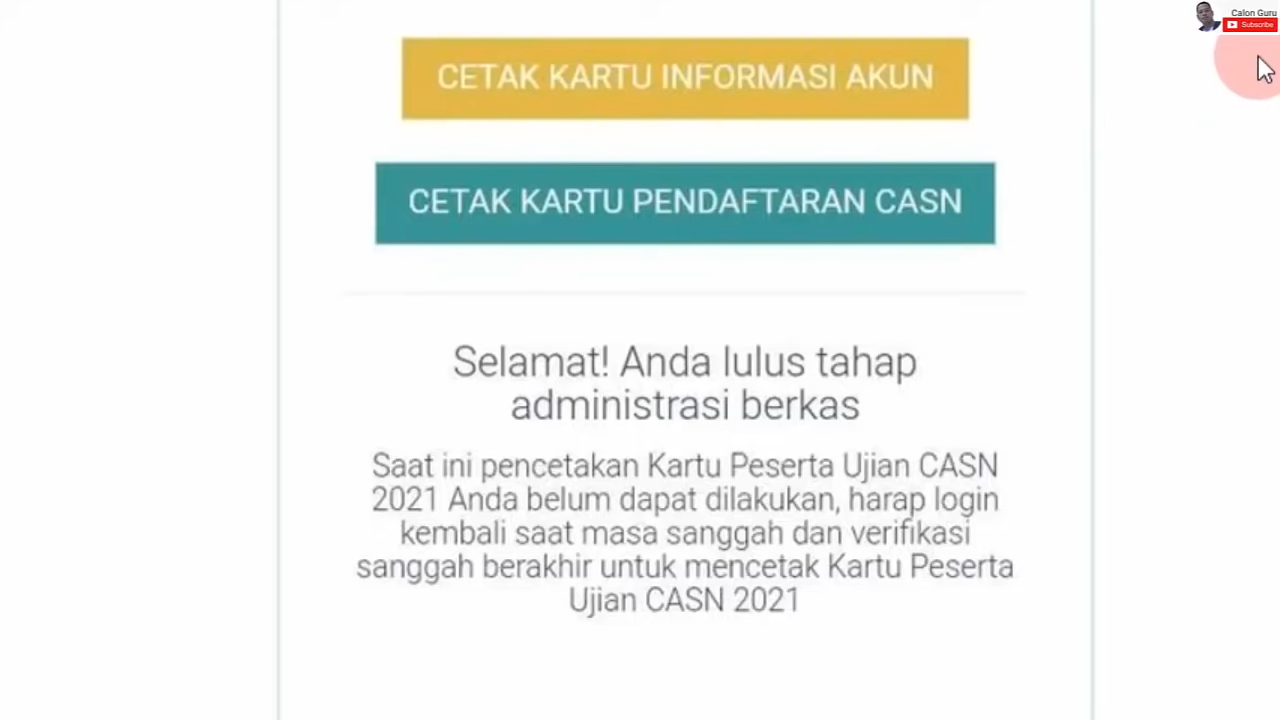 Calon Guru
Subscribe
CETAK KARTU INFORMASI AKUN
CETAK KARTU PENDAFTARAN CASN
Selamat! Anda lulus tahap
administrasi berkas
Saat ini pencetakan Kartu Peserta Ujian CASN
2021 Anda belum dapat dilakukan, harap login
kembali saat masa sanggah dan verifikasi
sanggah berakhir untuk mencetak Kartu Peserta
Ujian CASN 2021